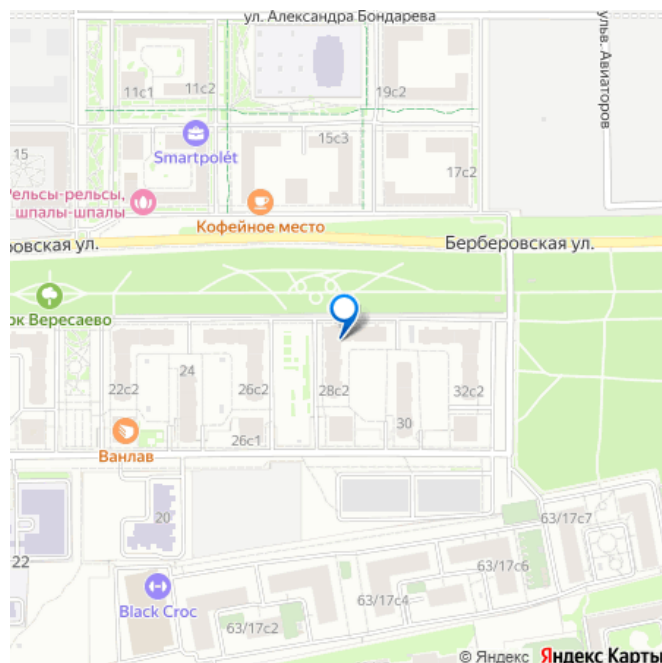 ул. Александра Бондарева
11с1
11с2
19с2
ульв. Авиаторов
15
Smartpolét
15с3
17с2
Рельсы-рельсы,
шпалы-шпалы
Кофейное место
ровская ул.
Берберовская ул.
рк Вересаево
22с2
24
26с2
28с2
32с2
26с1
30
Ванлав
20
22
63/17с7
63/17с6
Black Croc
63/17с4
63/17с2
© Яндекс Яндекс Карты